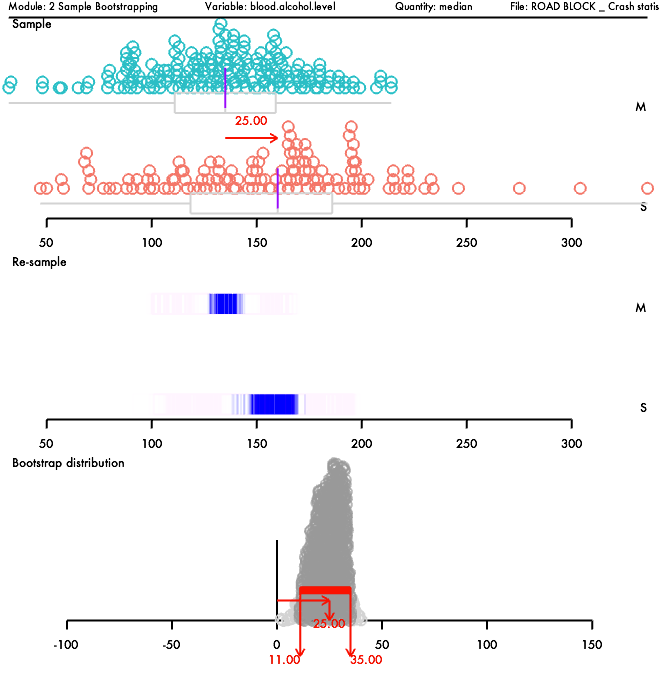 Module: 2 Sample Bootstrapping Variable: blood.alcohol.level Quantity: median File: ROAD BLOCK _ Crash statis
Sample
M
25.00
S
50 100 150 200 250 300
Re-sample
M
S
50 100 150 200 250 300
Bootstrap distribution
25.00
-100 -50 0 50 100 150
11.00 35.00